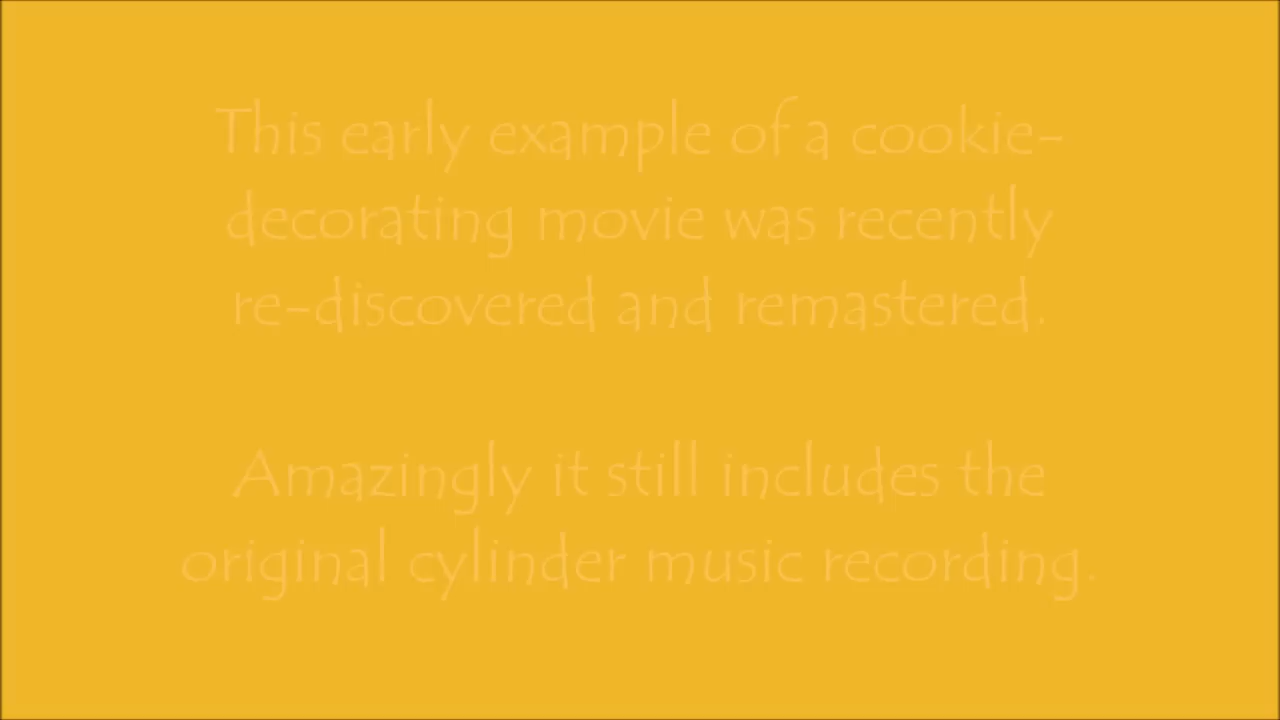 This early example of a cookie-
decorating movie was recently
re-discovered and remastered.
Amazingly it still includes the
original cylinder music recording.